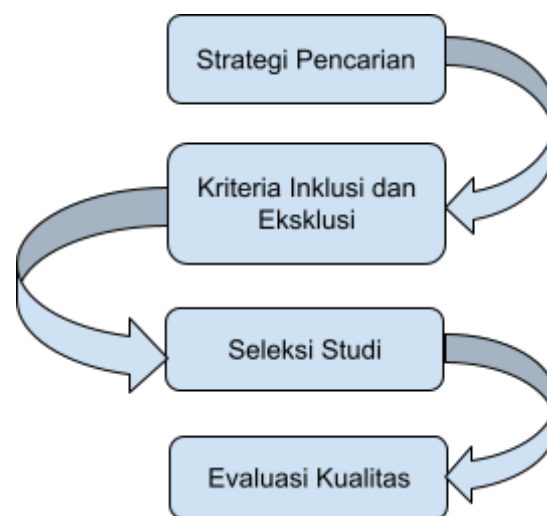 Strategi Pencarian
Kriteria Inklusi dan
Eksklusi
Seleksi Studi
Evaluasi Kualitas